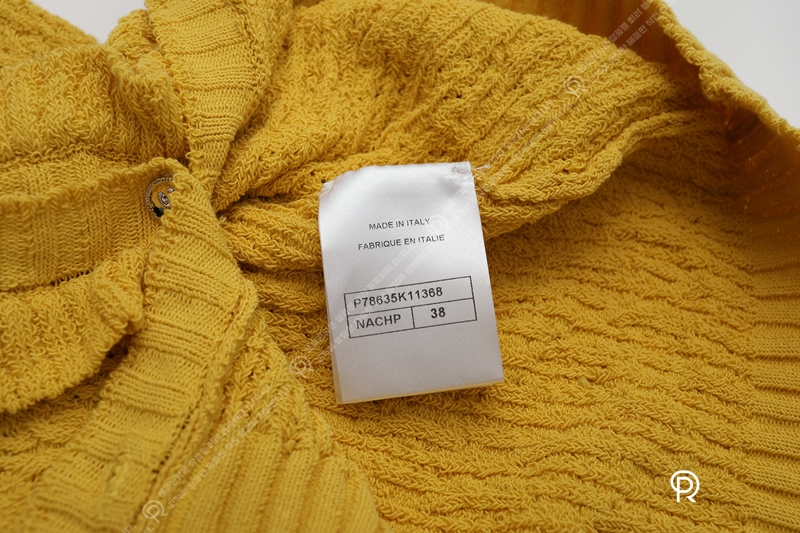 MADE IN ITALY
FABRIQUE EN ITALIE
P78635K11368
NACHP 38